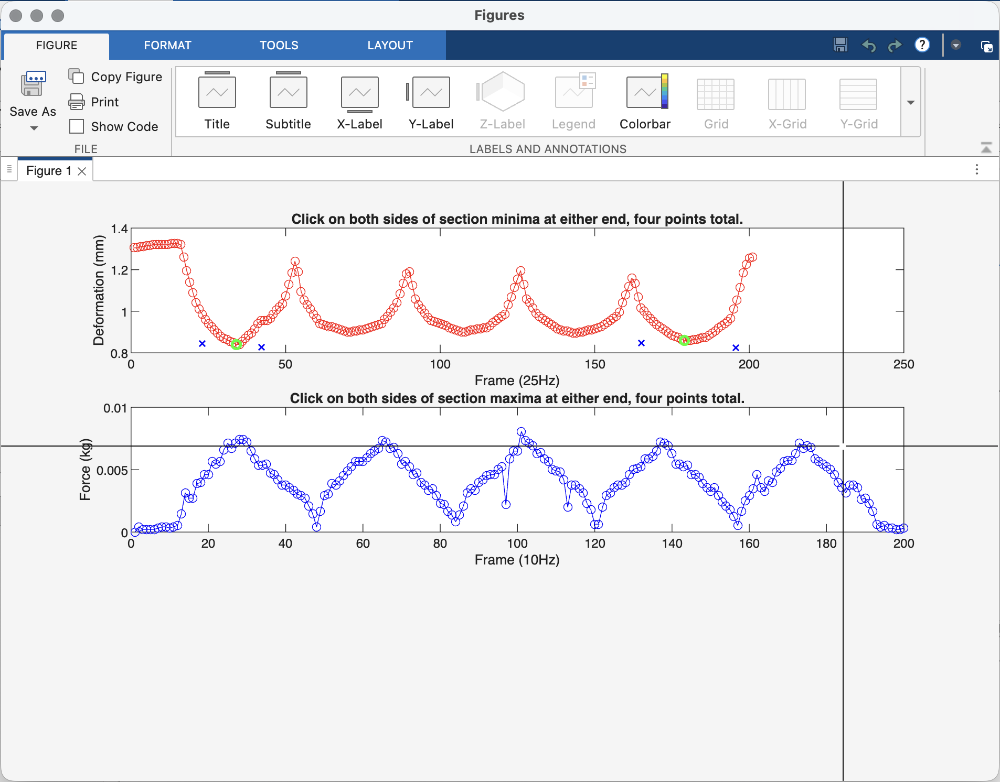 Figures
FIGURE FORMAT TOOLS LAYOUT
Save As
Copy Figure
Print
Show Code
FILE
Title Subtitle X-Label Y-Label Z-Label Legend Colorbar Grid X-Grid Y-Grid
LABELS AND ANNOTATIONS
Figure 1
Click on both sides of section minima at either end, four points total.
Deformation (mm)
1.4
1.2
1
0.8
0 50 100 150 200 250
Frame (25Hz)
Click on both sides of section maxima at either end, four points total.
Force (kg)
0.01
0.005
0
0 20 40 60 80 100 120 140 160 180 200
Frame (10Hz)